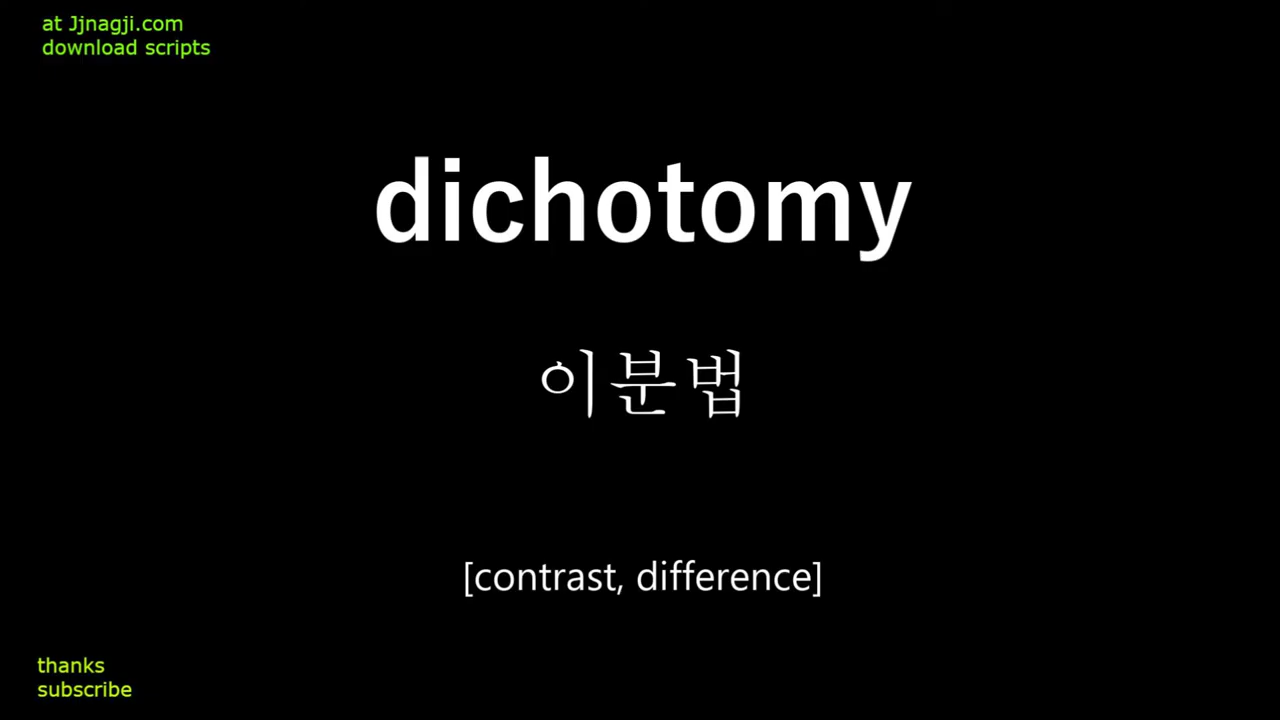 at Jjnagji.com
download scripts
dichotomy
이분법
[contrast, difference]
thanks
subscribe